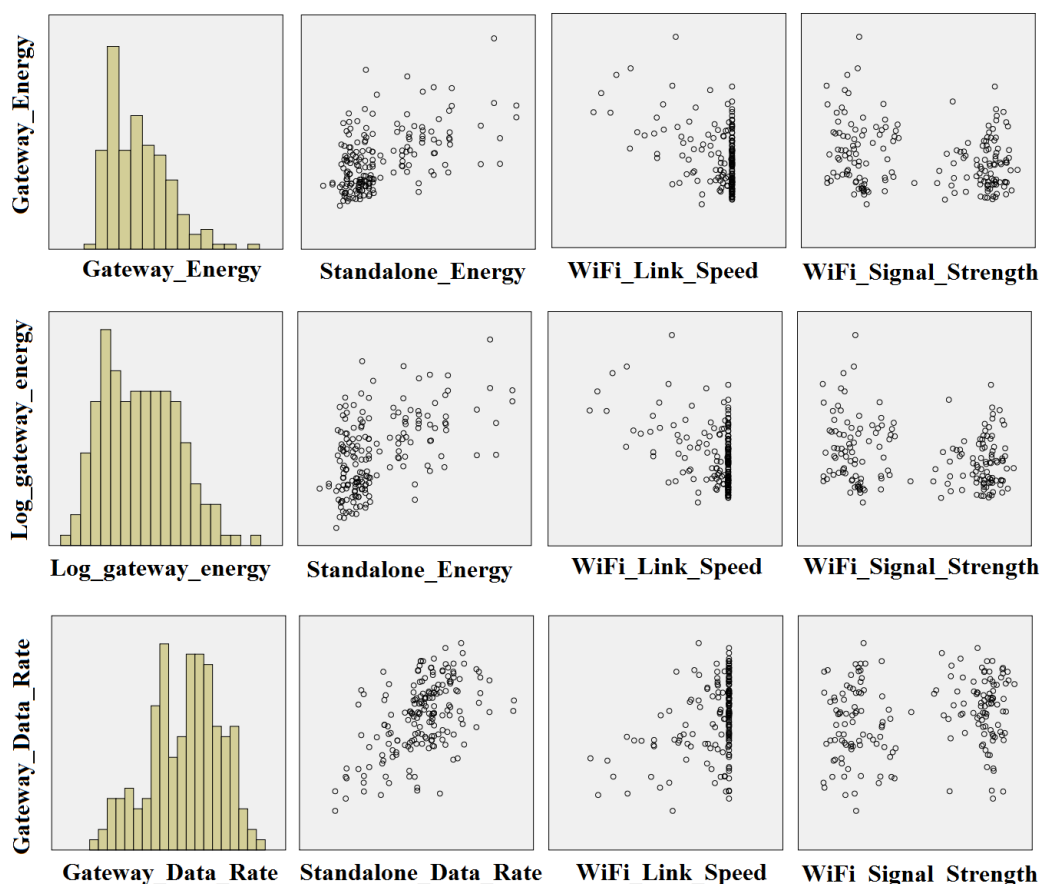 Gateway_Energy
Gateway_Energy
Standalone_Energy
WiFi_Link_Speed
WiFi_Signal_Strength
Log_gateway_energy
Log_gateway_energy
Standalone_Energy
WiFi_Link_Speed
WiFi_Signal_Strength
Gateway_Data_Rate
Gateway_Data_Rate
Standalone_Data_Rate
WiFi_Link_Speed
WiFi_Signal_Strength